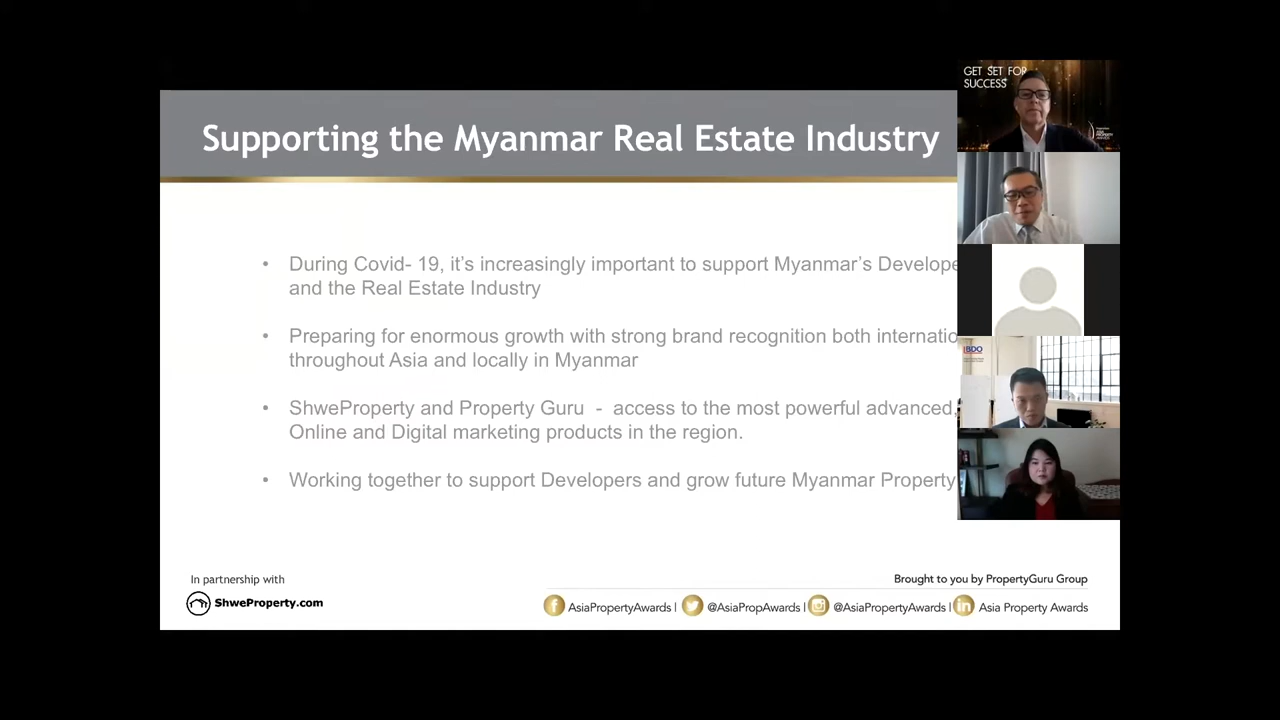 Supporting the Myanmar Real Estate Industry
GET SET FOR
SUCCESS
• During Covid- 19, it's increasingly important to support Myanmar's Develope
and the Real Estate Industry
• Preparing for enormous growth with strong brand recognition both internatio
throughout Asia and locally in Myanmar
• ShweProperty and Property Guru - access to the most powerful advanced,
Online and Digital marketing products in the region.
• Working together to support Developers and grow future Myanmar Property
BDO
In partnership with
ShweProperty.com
Brought to you by PropertyGuru Group
AsiaPropertyAwards | @AsiaPropAwards | @AsiaPropertyAwards | Asia Property Awards